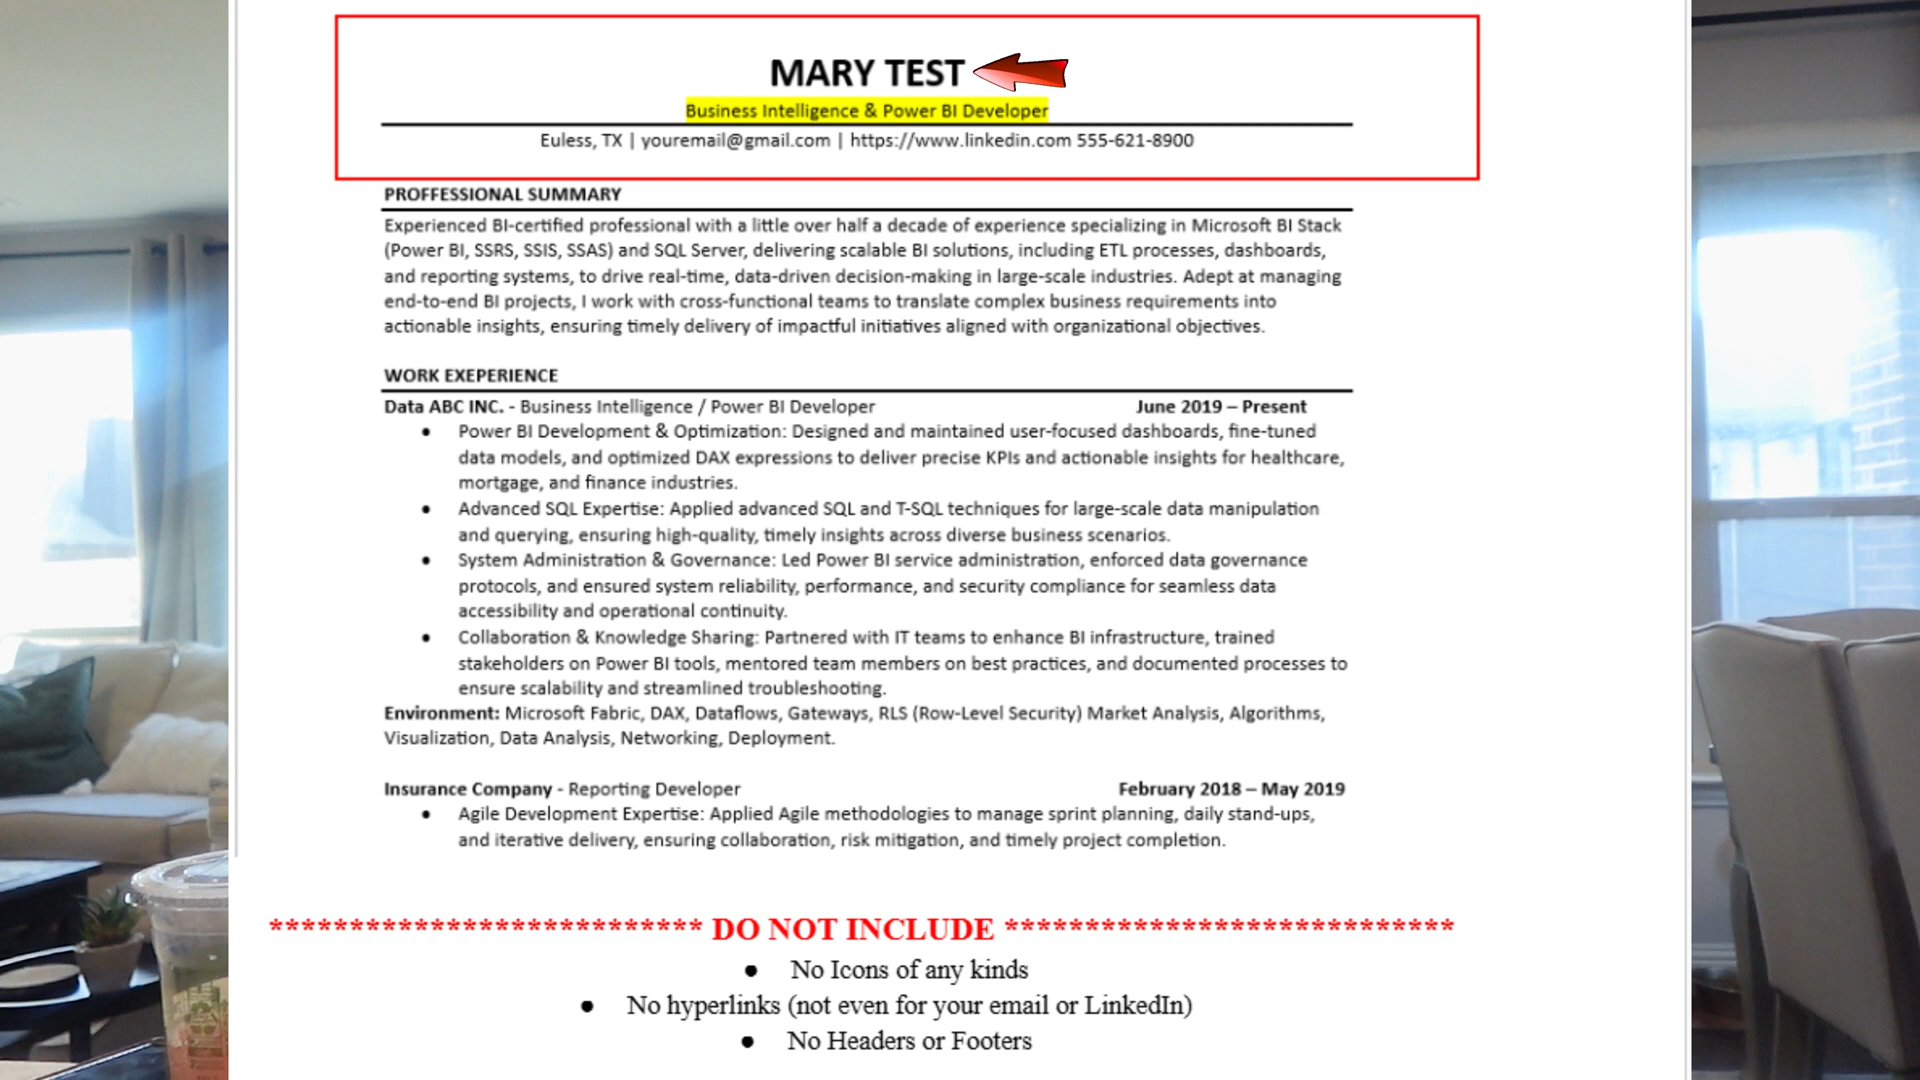 MARY TEST
Business Intelligence & Power BI Developer
Euless, TX | youremail@gmail.com | https://www.linkedin.com 555-621-8900
PROFFESSIONAL SUMMARY
Experienced BI-certified professional with a little over half a decade of experience specializing in Microsoft BI Stack
(Power BI, SSRS, SSIS, SSAS) and SQL Server, delivering scalable BI solutions, including ETL processes, dashboards,
and reporting systems, to drive real-time, data-driven decision-making in large-scale industries. Adept at managing
end-to-end BI projects, I work with cross-functional teams to translate complex business requirements into
actionable insights, ensuring timely delivery of impactful initiatives aligned with organizational objectives.
WORK EXEPERIENCE
Data ABC INC. - Business Intelligence / Power BI Developer June 2019 – Present
• Power BI Development & Optimization: Designed and maintained user-focused dashboards, fine-tuned
data models, and optimized DAX expressions to deliver precise KPIs and actionable insights for healthcare,
mortgage, and finance industries.
• Advanced SQL Expertise: Applied advanced SQL and T-SQL techniques for large-scale data manipulation
and querying, ensuring high-quality, timely insights across diverse business scenarios.
• System Administration & Governance: Led Power BI service administration, enforced data governance
protocols, and ensured system reliability, performance, and security compliance for seamless data
accessibility and operational continuity.
• Collaboration & Knowledge Sharing: Partnered with IT teams to enhance BI infrastructure, trained
stakeholders on Power BI tools, mentored team members on best practices, and documented processes to
ensure scalability and streamlined troubleshooting.
Environment: Microsoft Fabric, DAX, Dataflows, Gateways, RLS (Row-Level Security) Market Analysis, Algorithms,
Visualization, Data Analysis, Networking, Deployment.
Insurance Company - Reporting Developer February 2018 – May 2019
• Agile Development Expertise: Applied Agile methodologies to manage sprint planning, daily stand-ups,
and iterative delivery, ensuring collaboration, risk mitigation, and timely project completion.
*************************** DO NOT INCLUDE ****************************
• No Icons of any kinds
• No hyperlinks (not even for your email or LinkedIn)
• No Headers or Footers